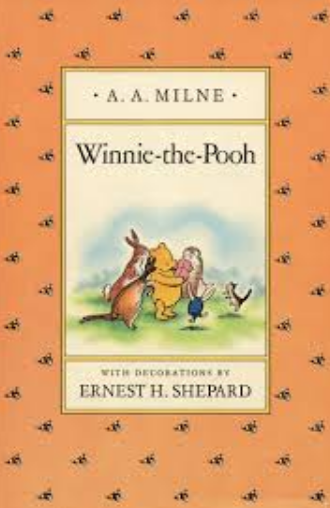 · A. A. MILNE ·
Winnie-the-Pooh
WITH DECORATIONS BY
ERNEST H. SHEPARD